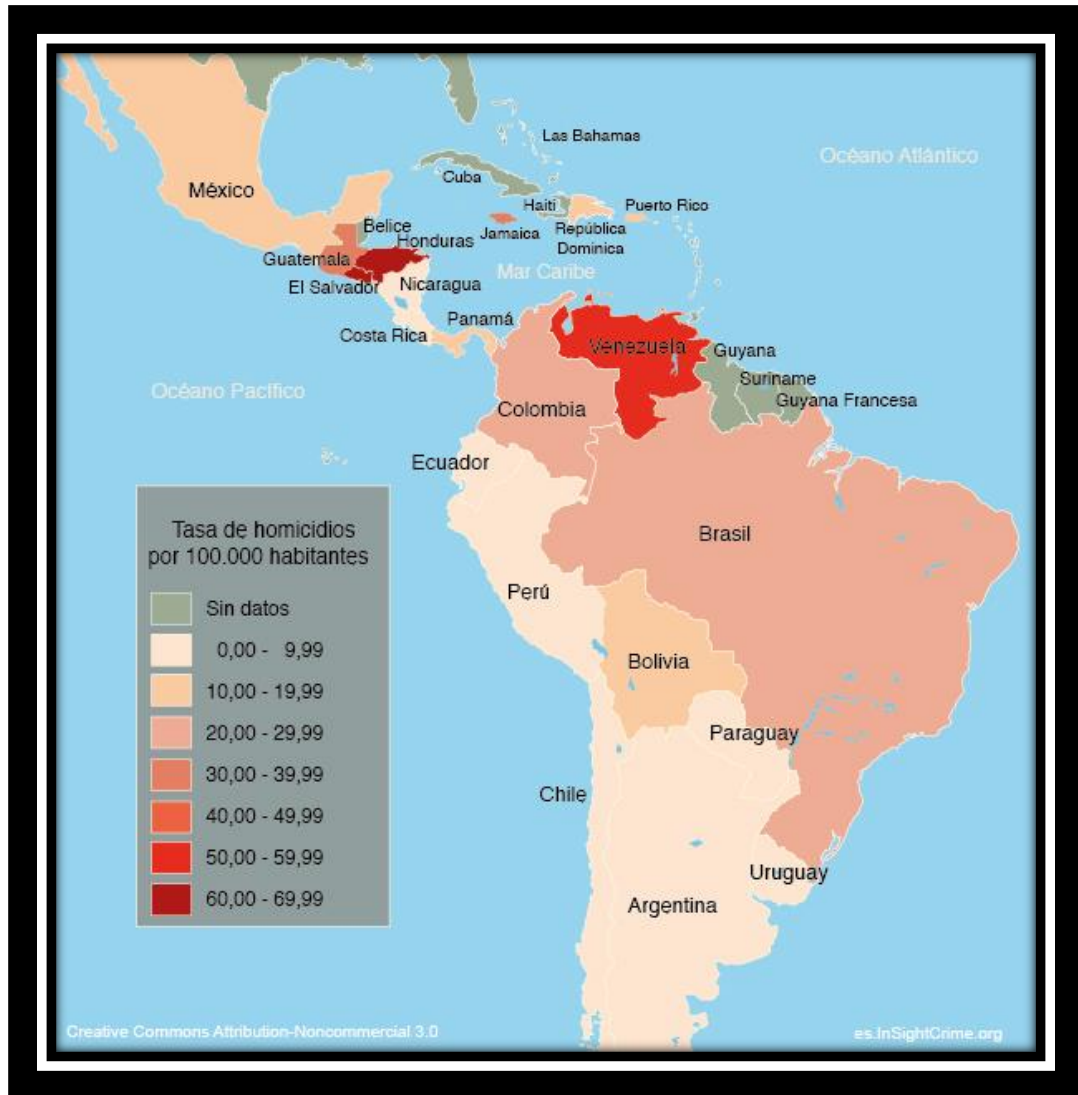 Las Bahamas
Océano Atlántico
Cuba
México
Haití
Puerto Rico
Belice
Jamaica
República
Dominica
Honduras
Guatemala
Mar Caribe
El Salvador
Nicaragua
Panamá
Costa Rica
Venezuela
Guyana
Suriname
Guyana Francesa
Océano Pacífico
Colombia
Ecuador
Brasil
Perú
Bolivia
Paraguay
Chile
Uruguay
Argentina
Tasa de homicidios
por 100.000 habitantes
Sin datos
0,00 - 9,99
10,00 - 19,99
20,00 - 29,99
30,00 - 39,99
40,00 - 49,99
50,00 - 59,99
60,00 - 69,99
Creative Commons Attribution-Noncommercial 3.0
es.InSightCrime.org